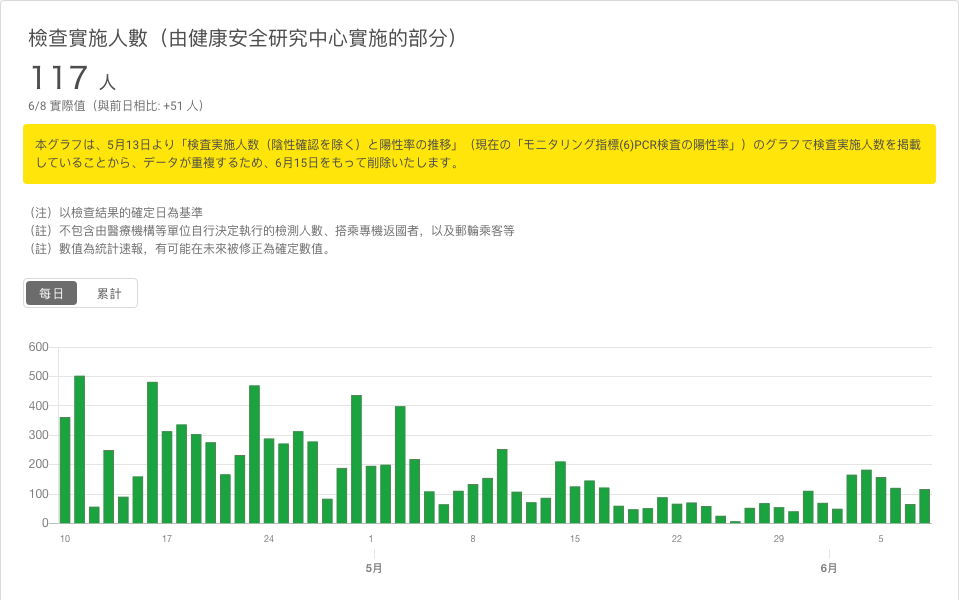 檢查實施人數（由健康安全研究中心實施的部分）
117 人
6/8 實際值（與前日相比: +51 人）
本グラフは、5月13日より「検査実施人数（陰性確認を除く）と陽性率の推移」（現在の「モニタリング指標(6)PCR検査の陽性率」）のグラフで検査実施人数を掲載
していることから、データが重複するため、6月15日をもって削除いたします。
（注）以檢查結果的確定日為基準
（註）不包含由醫療機構等單位自行決定執行的檢測人數、搭乘專機返國者，以及郵輪乘客等
（註）數值為統計速報，有可能在未來被修正為確定數值。
每日 累計
600
500
400
300
200
100
0
10 17 24 1 8 15 22 29 5
5月 6月